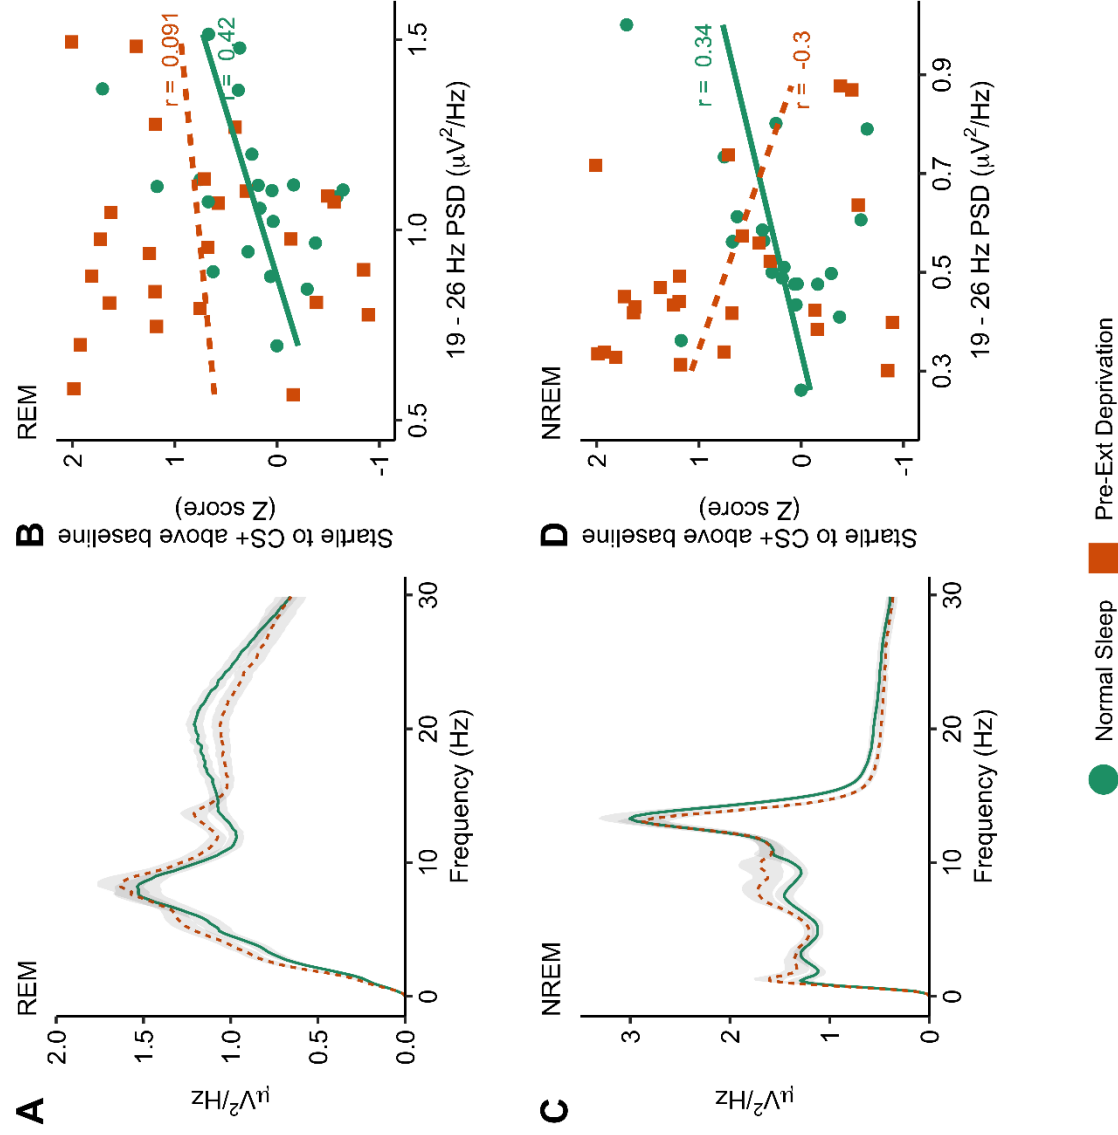 A
REM
2.0
1.5
1.0
0.5
0.0
μV²/Hz
0
10
20
30
Frequency (Hz)
B
REM
2
1
0
-1
Startle to CS+ above baseline
(Z score)
r = 0.091
r = 0.42
0.5
1.0
1.5
19 - 26 Hz PSD (μV²/Hz)
C
NREM
3
2
1
0
μV²/Hz
0
10
20
30
Frequency (Hz)
D
NREM
2
1
0
-1
Startle to CS+ above baseline
(Z score)
r = 0.34
r = -0.3
0.3
0.5
0.7
0.9
19 - 26 Hz PSD (μV²/Hz)
Normal Sleep
Pre-Ext Deprivation